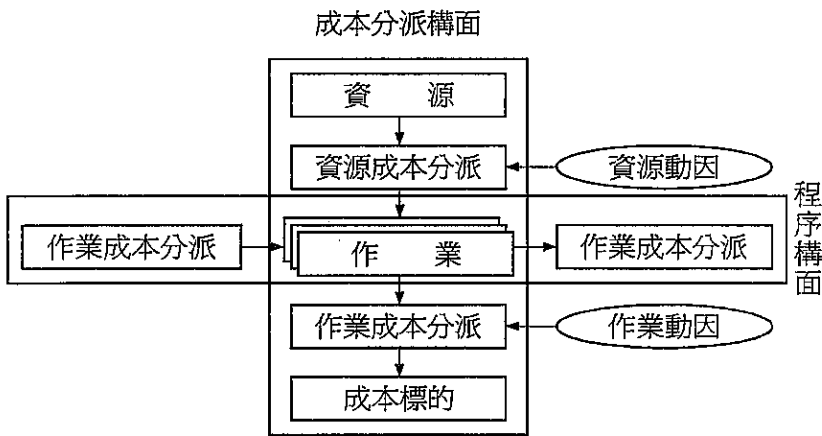 成本分派構面
資源
資源成本分派
資源動因
程序構面
作業成本分派
作業
作業成本分派
作業成本分派
作業動因
成本標的